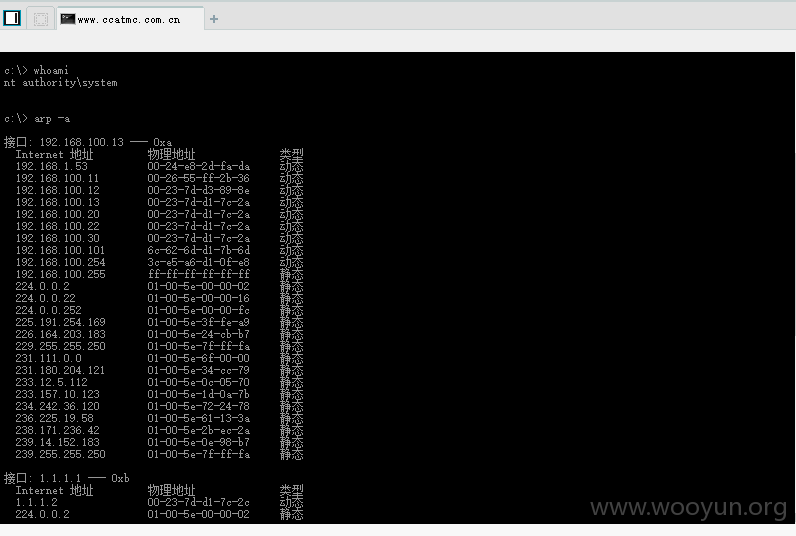 www.ccatmc.com.cn
c:\> whoami
nt authority\system
c:\> arp -a
接口: 192.168.100.13 --- 0xa
Internet 地址 物理地址 类型
192.168.1.53 00-24-e8-2d-fa-da 动态
192.168.100.11 00-26-55-ff-2b-36 动态
192.168.100.12 00-23-7d-d3-89-8e 动态
192.168.100.13 00-23-7d-d1-7c-2a 动态
192.168.100.20 00-23-7d-d1-7c-2a 动态
192.168.100.22 00-23-7d-d1-7c-2a 动态
192.168.100.30 00-23-7d-d1-7c-2a 动态
192.168.100.101 6c-62-6d-d1-7b-6d 动态
192.168.100.254 3c-e5-a6-d1-0f-e8 动态
192.168.100.255 ff-ff-ff-ff-ff-ff 静态
224.0.0.2 01-00-5e-00-00-02 静态
224.0.0.22 01-00-5e-00-00-16 静态
224.0.0.252 01-00-5e-00-00-fc 静态
225.191.254.169 01-00-5e-3f-fe-a9 静态
226.164.203.183 01-00-5e-24-cb-b7 静态
229.255.255.250 01-00-5e-7f-ff-fa 静态
231.111.0.0 01-00-5e-6f-00-00 静态
231.180.204.121 01-00-5e-34-cc-79 静态
233.12.5.112 01-00-5e-0c-05-70 静态
233.157.10.123 01-00-5e-1d-0a-7b 静态
234.242.36.120 01-00-5e-72-24-78 静态
236.225.19.58 01-00-5e-61-13-3a 静态
238.171.236.42 01-00-5e-2b-ec-2a 静态
239.14.152.183 01-00-5e-0e-98-b7 静态
239.255.255.250 01-00-5e-7f-ff-fa 静态
接口: 1.1.1.1 --- 0xb
Internet 地址 物理地址 类型
1.1.1.2 00-23-7d-d1-7c-2c 动态
224.0.0.2 01-00-5e-00-00-02 静态
www.wooyun.org